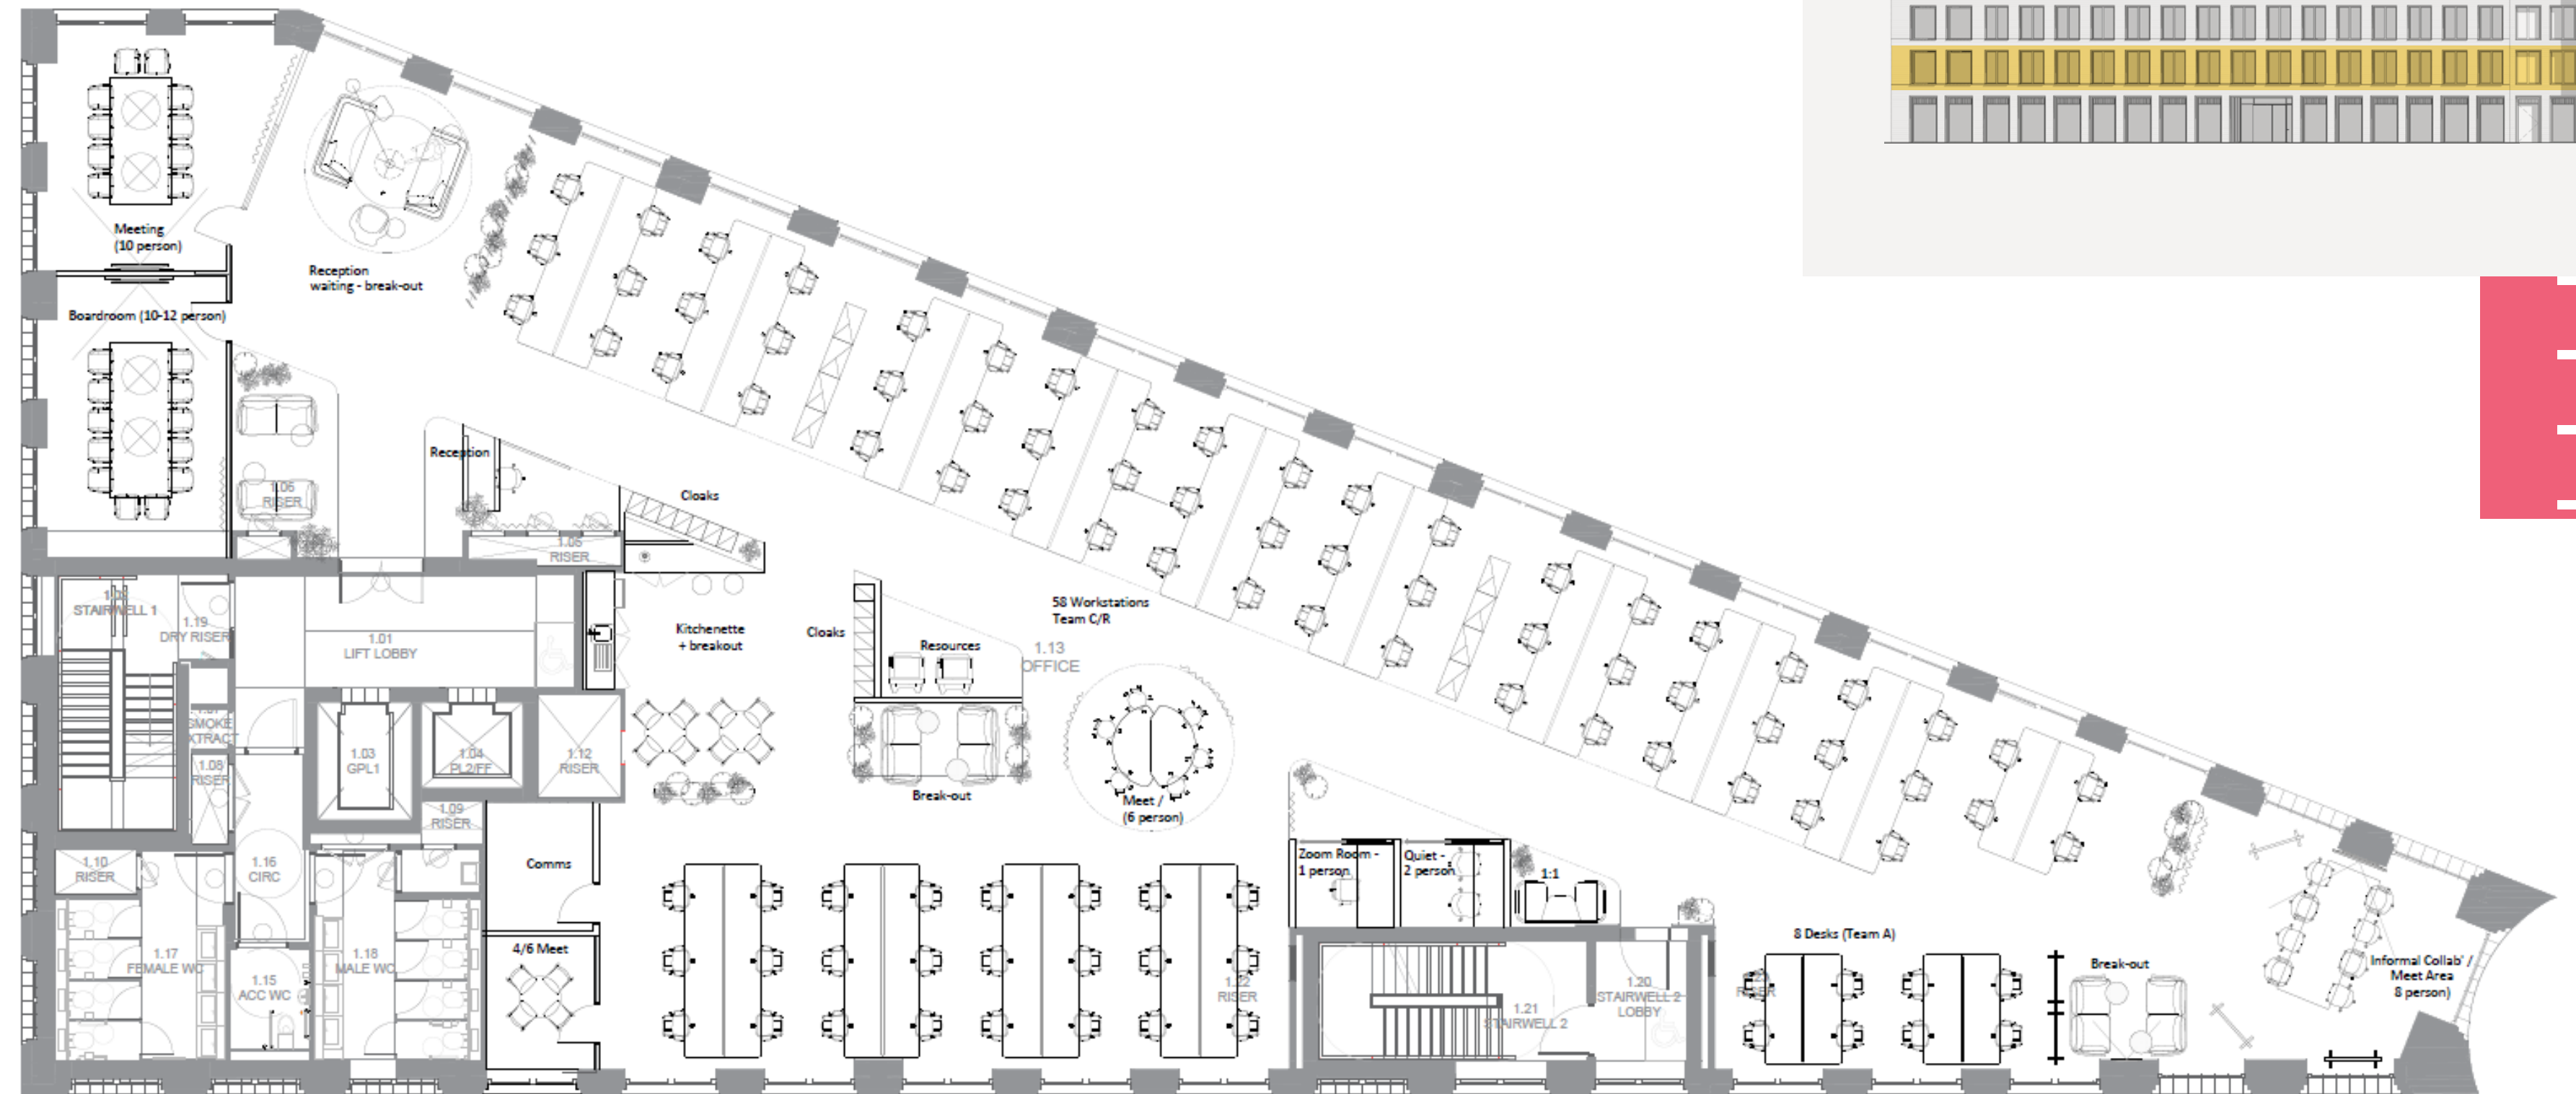 Meeting
(10 person)
Reception
waiting - break-out
Boardroom (10-12 person)
Reception
1.06
RISER
Cloaks
1.05
RISER
STAIRWELL 1
1.19
DRY RISER
1.01
LIFT LOBBY
Kitchenette
+ breakout
Cloaks
Resources
58 Workstations
Team C/R
1.13
OFFICE
SMOKE
1.08
RISER
1.03
GPL1
1.04
PL2/FF
1.12
RISER
1.09
RISER
Break-out
Meet /
(6 person)
1.10
RISER
1.16
CIRC
Comms
Zoom Room -
1 person
Quiet -
2 person
1:1
4/6 Meet
1.17
FEMALE WC
1.15
ACC WC
1.18
MALE WC
1.22
RISER
1.21
STAIRWELL 2
1.20
STAIRWELL 2
LOBBY
8 Desks (Team A)
RISER
Break-out
Informal Collab' /
Meet Area
8 person)